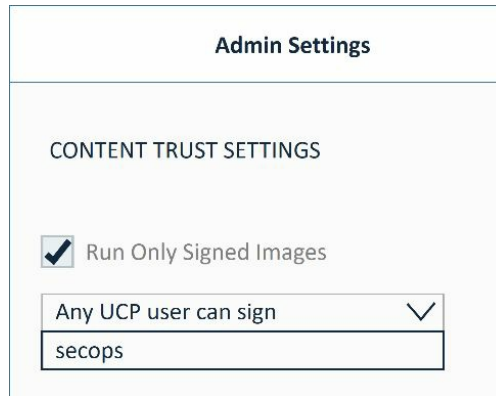 Admin Settings
CONTENT TRUST SETTINGS
Run Only Signed Images
Any UCP user can sign
secops